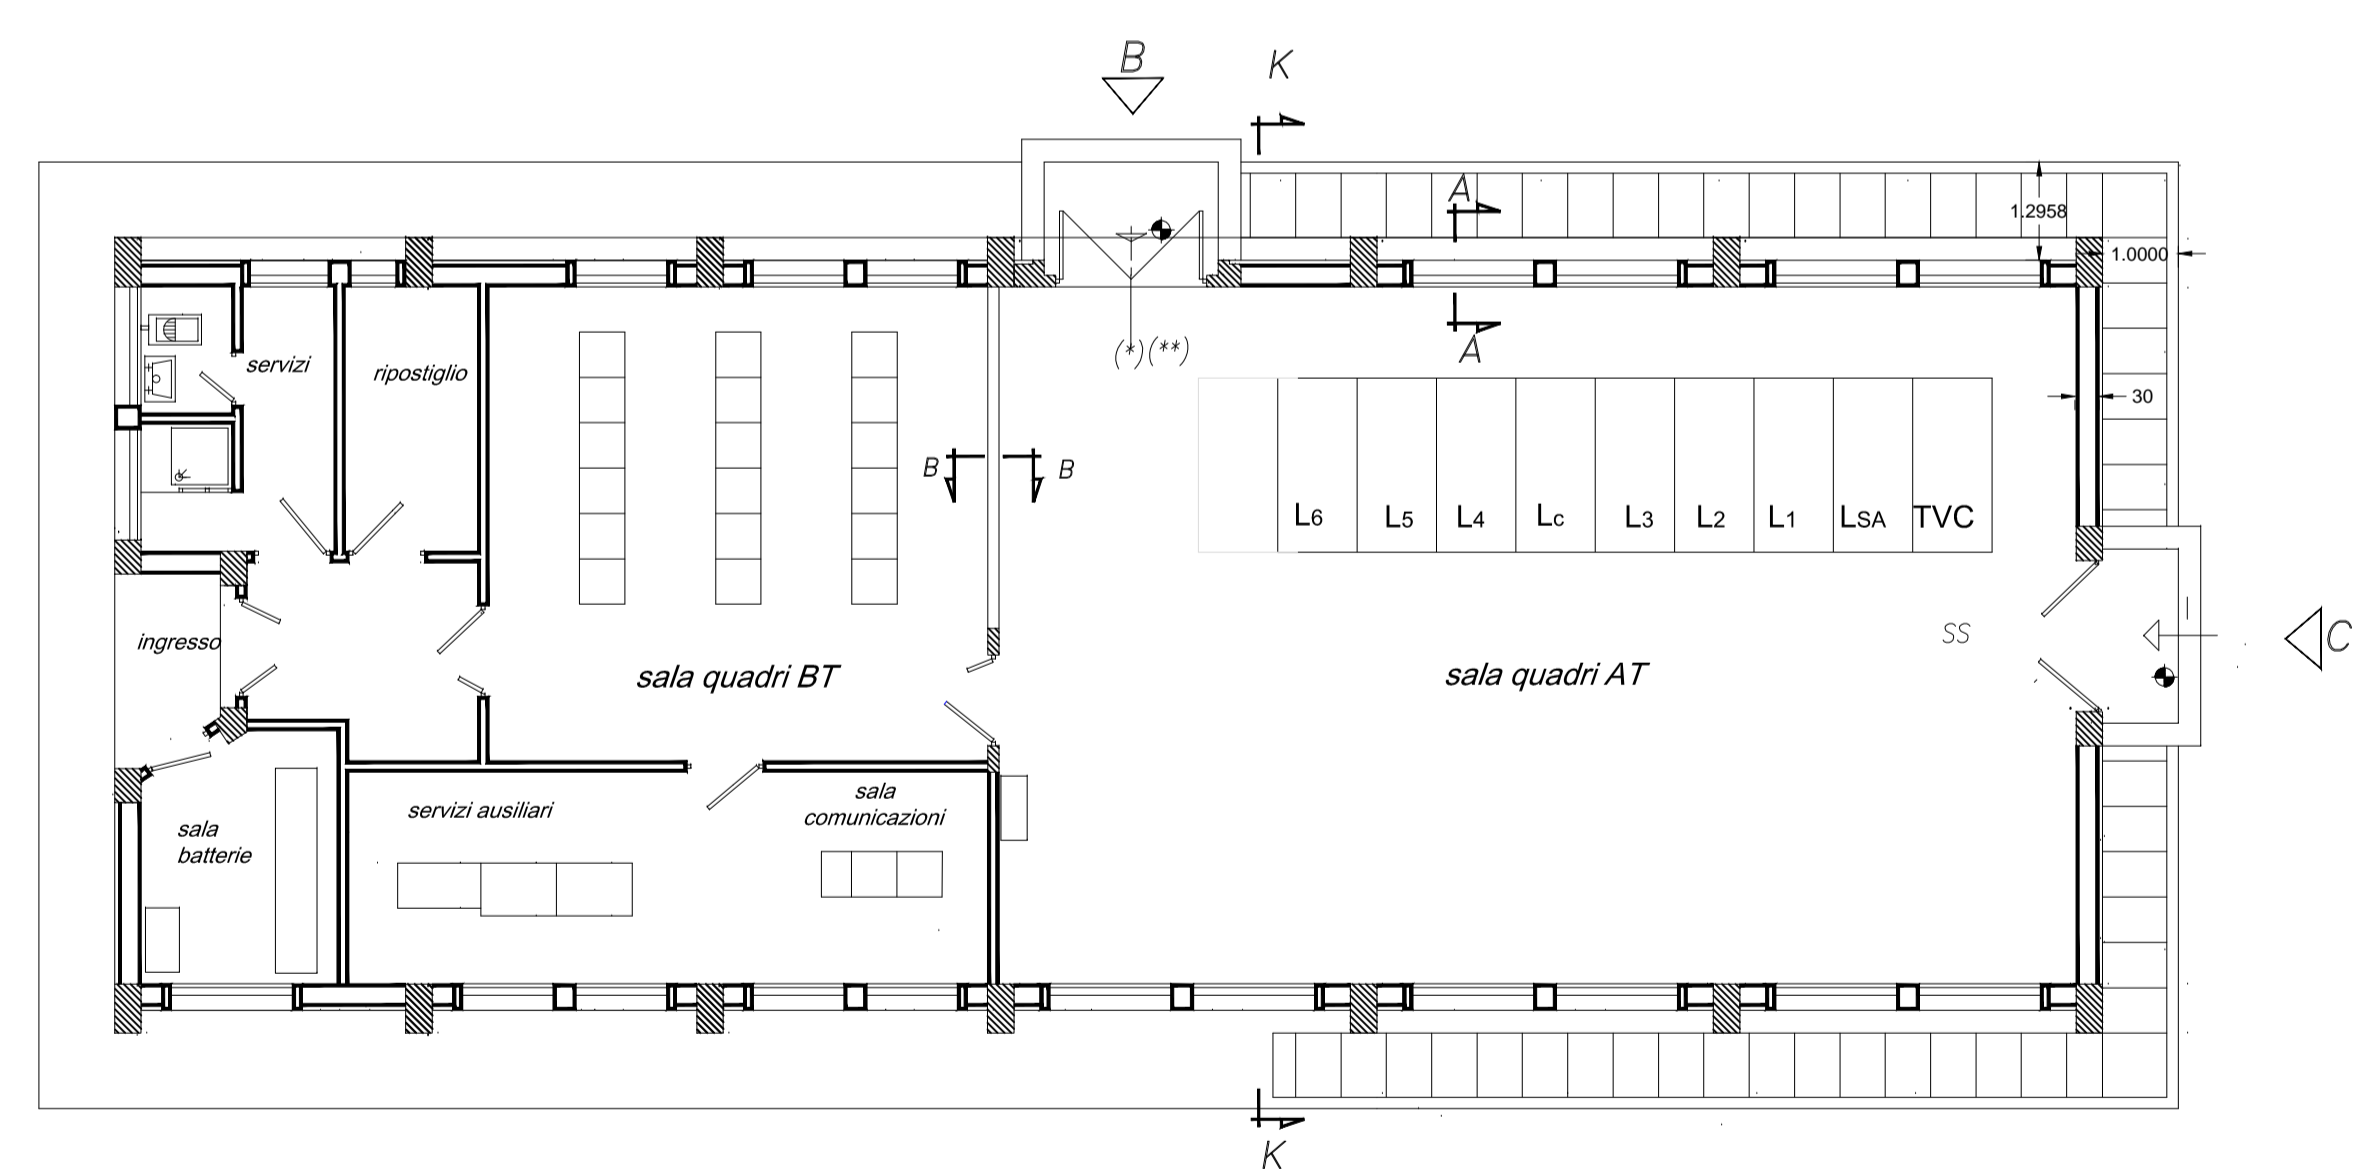 B
K
A
1.2958
1.0000
(*)(**)
A
servizi
ripostiglio
30
B
B
L6
L5
L4
Lc
L3
L2
L1
LSA
TVC
ingresso
SS
C
sala quadri BT
sala quadri AT
servizi ausiliari
sala
comunicazioni
sala
batterie
K